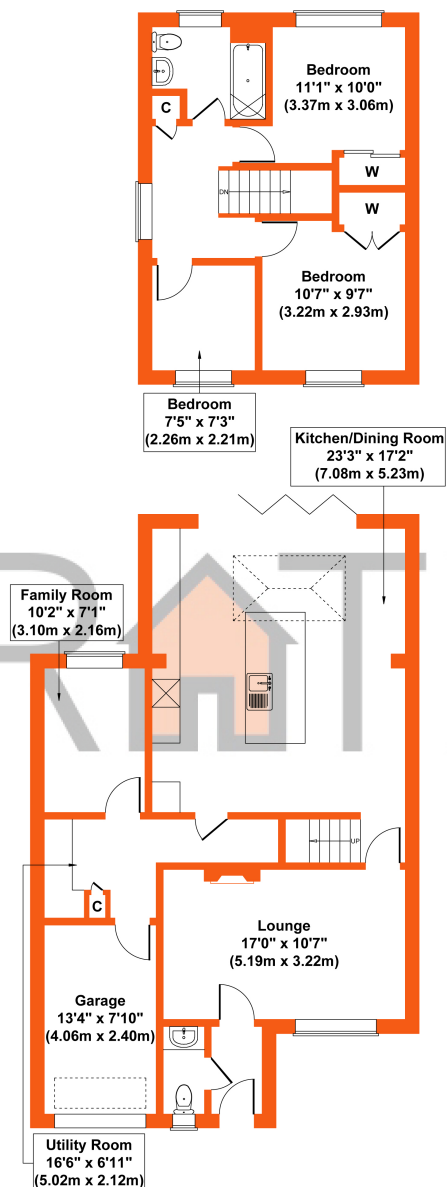 Bedroom
11'1" x 10'0"
(3.37m x 3.06m)
C
W
DN
W
Bedroom
10'7" x 9'7"
(3.22m x 2.93m)
Bedroom
7'5" x 7'3"
(2.26m x 2.21m)
Kitchen/Dining Room
23'3" x 17'2"
(7.08m x 5.23m)
Family Room
10'2" x 7'1"
(3.10m x 2.16m)
UP
C
Lounge
17'0" x 10'7"
(5.19m x 3.22m)
Garage
13'4" x 7'10"
(4.06m x 2.40m)
Utility Room
16'6" x 6'11"
(5.02m x 2.12m)